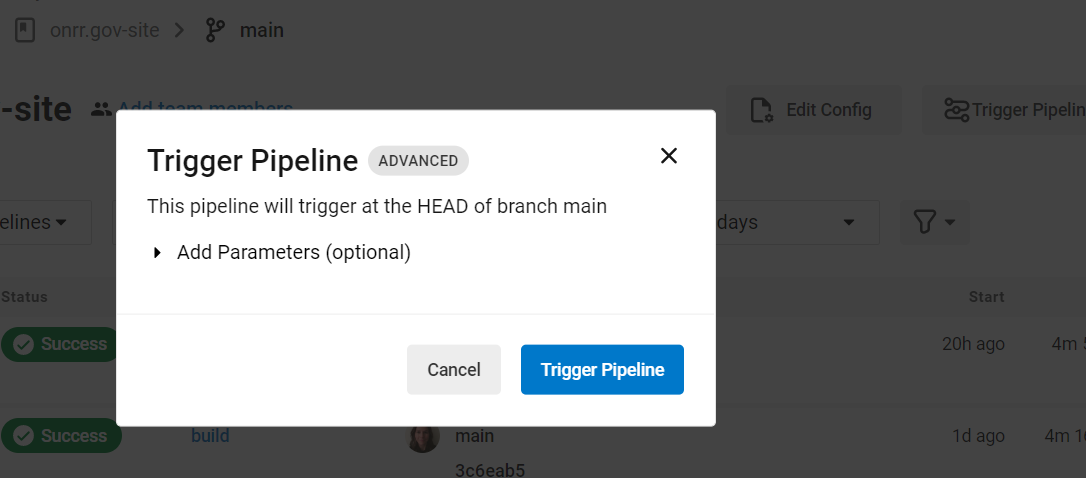 onrr.gov-site > main
-site Add team members
Edit Config
Trigger Pipelin
Trigger Pipeline ADVANCED
This pipeline will trigger at the HEAD of branch main
Add Parameters (optional)
elines
days
Status
Start
Success
20h ago
4m 5
Cancel
Trigger Pipeline
Success
build
main
1d ago
4m 1
3c6eab5